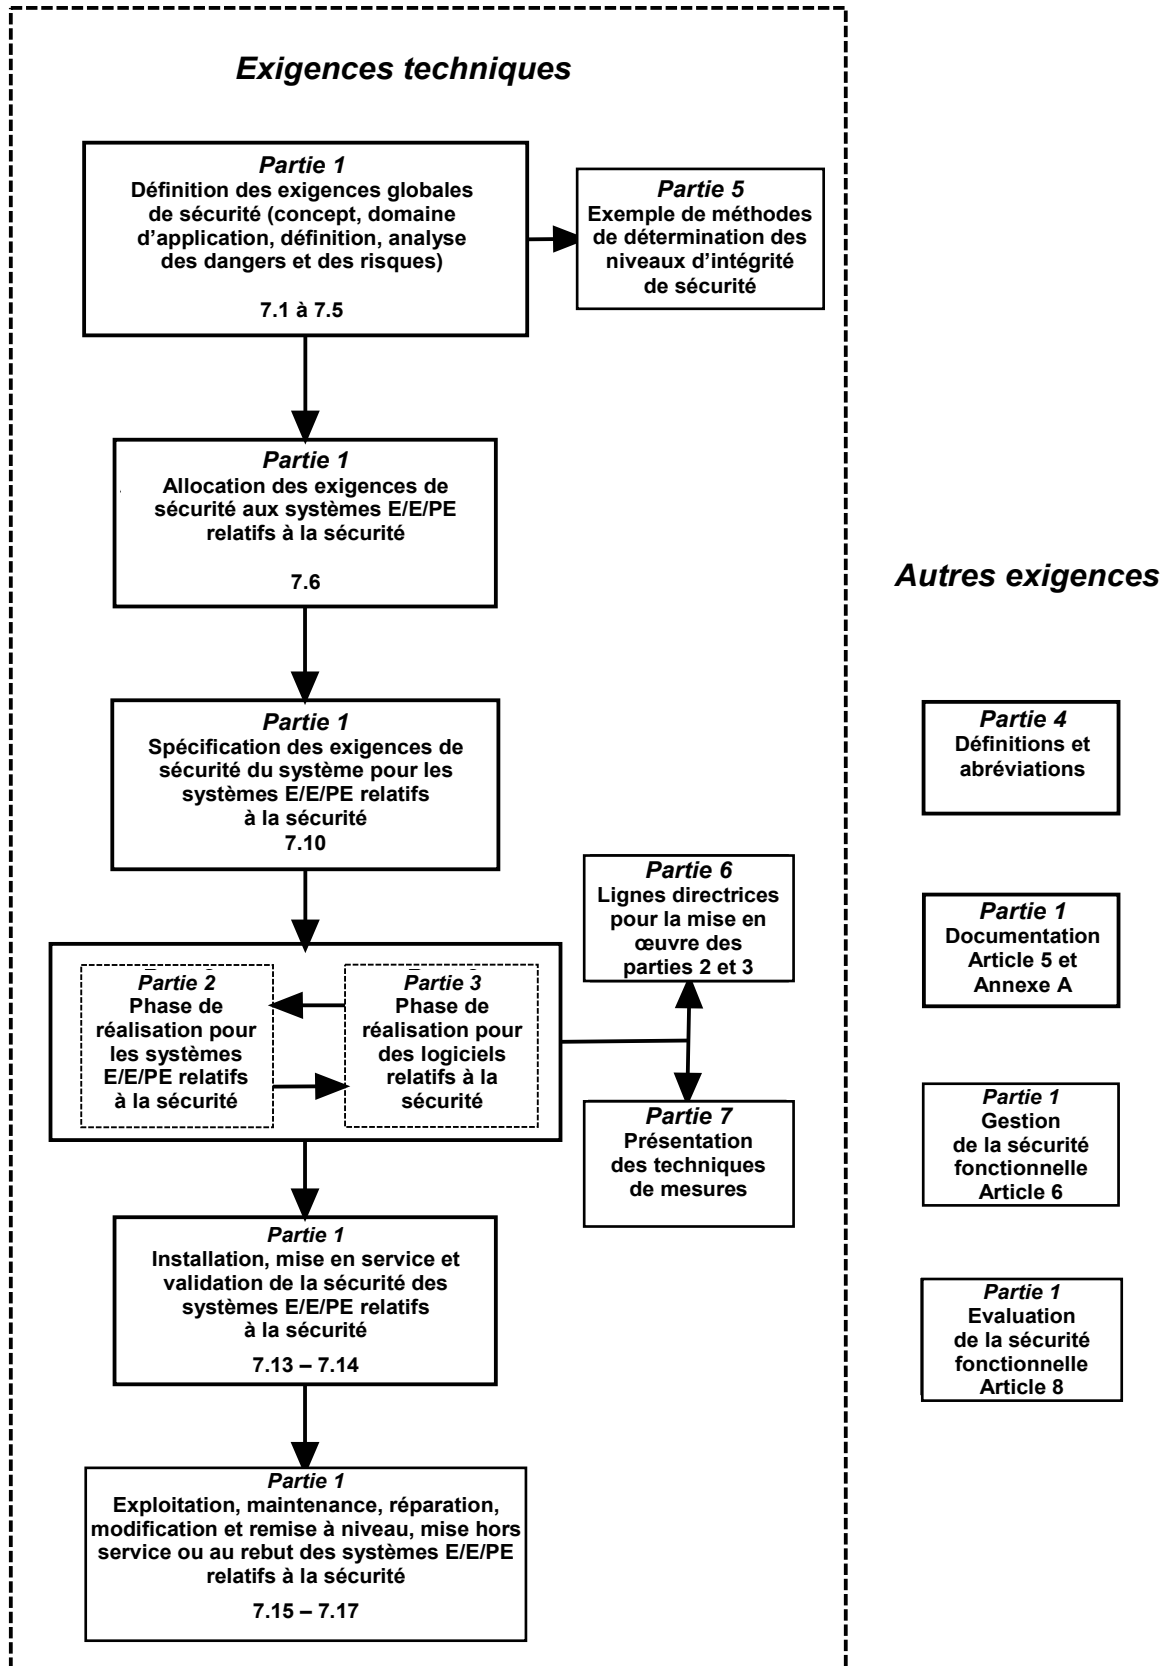 Exigences techniques
Partie 1
Définition des exigences globales
de sécurité (concept, domaine
d'application, définition, analyse
des dangers et des risques)
7.1 à 7.5
Partie 5
Exemple de méthodes
de détermination des
niveaux d'intégrité
de sécurité
Partie 1
Allocation des exigences de
sécurité aux systèmes E/E/PE
relatifs à la sécurité
7.6
Partie 1
Spécification des exigences de
sécurité du système pour les
systèmes E/E/PE relatifs
à la sécurité
7.10
Partie 2
Phase de
réalisation pour
les systèmes
E/E/PE relatifs
à la sécurité
Partie 3
Phase de
réalisation pour
des logiciels
relatifs à la
sécurité
Partie 6
Lignes directrices
pour la mise en
œuvre des
parties 2 et 3
Partie 7
Présentation
des techniques
de mesures
Partie 1
Installation, mise en service et
validation de la sécurité des
systèmes E/E/PE relatifs
à la sécurité
7.13 – 7.14
Partie 1
Exploitation, maintenance, réparation,
modification et remise à niveau, mise hors
service ou au rebut des systèmes E/E/PE
relatifs à la sécurité
7.15 – 7.17
Autres exigences
Partie 4
Définitions et
abréviations
Partie 1
Documentation
Article 5 et
Annexe A
Partie 1
Gestion
de la sécurité
fonctionnelle
Article 6
Partie 1
Evaluation
de la sécurité
fonctionnelle
Article 8